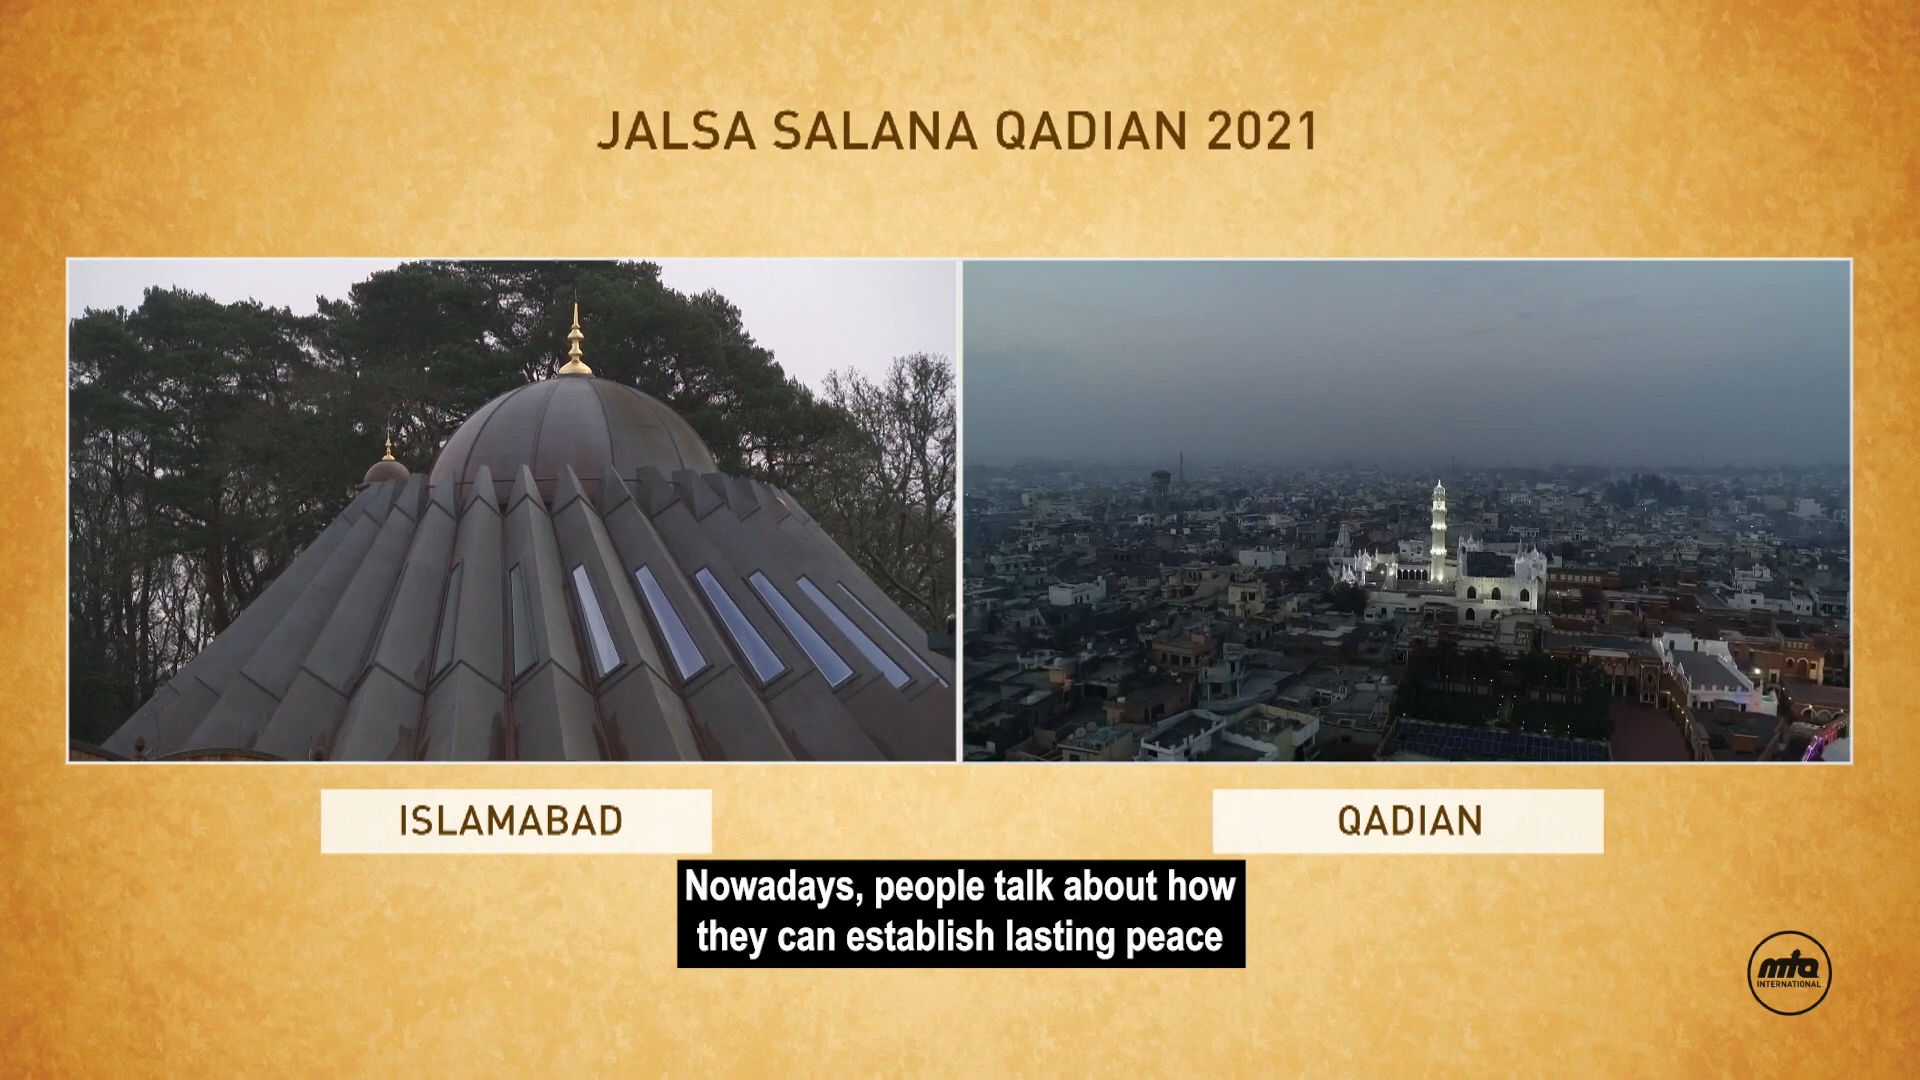 JALSA SALANA QADIAN 2021
ISLAMABAD
QADIAN
Nowadays, people talk about how
they can establish lasting peace
mta
INTERNATIONAL